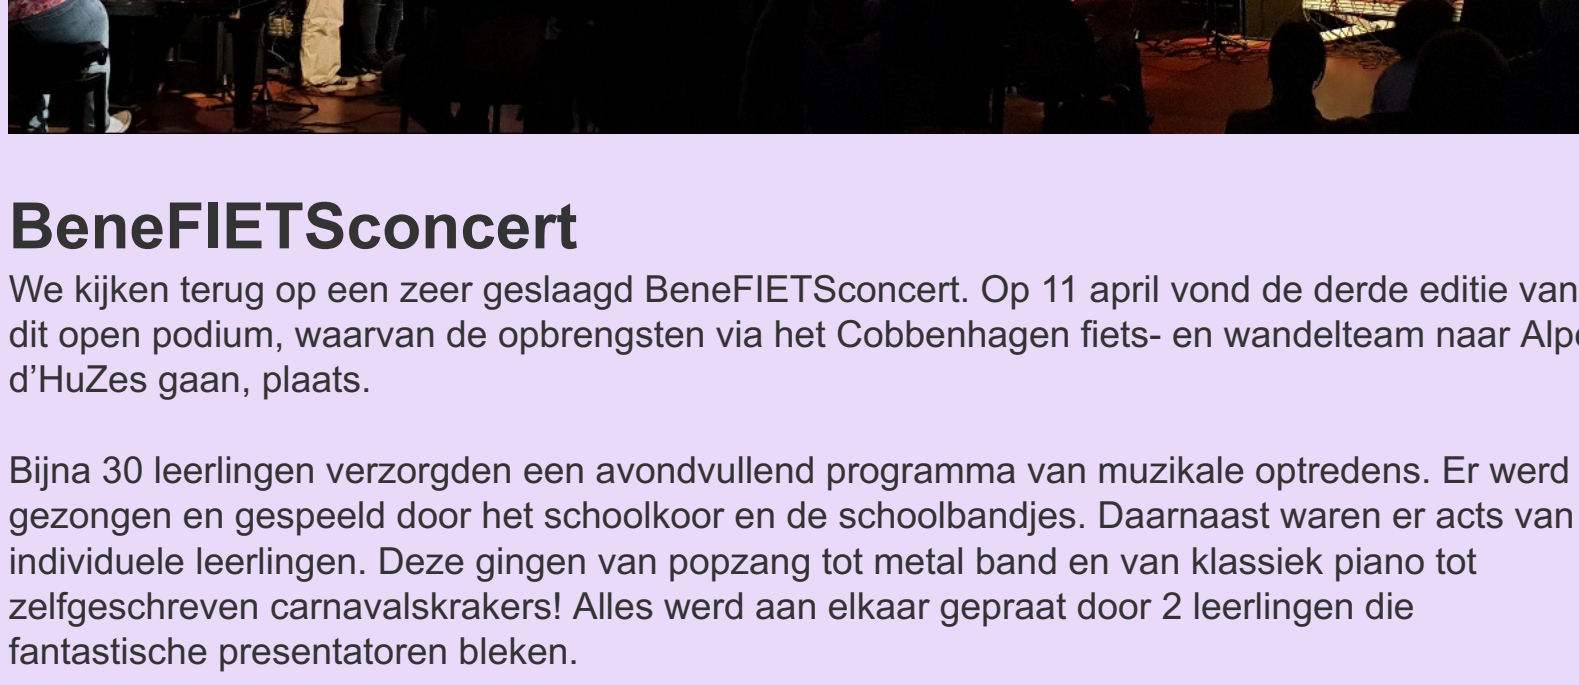 BeneFIETSconcert
We kijken terug op een zeer geslaagd BeneFIETSconcert. Op 11 april vond de derde editie van
dit open podium, waarvan de opbrengsten via het Cobbenhagen fiets- en wandelteam naar
d’HuZes gaan, plaats.
Bijna 30 leerlingen verzorgden een avondvullend programma van muzikale optredens. Er werd
gezongen en gespeeld door het schoolkoor en de schoolbandjes. Daarnaast waren er acts van
individuele leerlingen. Deze gingen van popzang tot metal band en van klassiek piano tot
zelfgeschreven carnavalskrakers! Alles werd aan elkaar gepraat door 2 leerlingen die
fantastische presentatoren bleken.